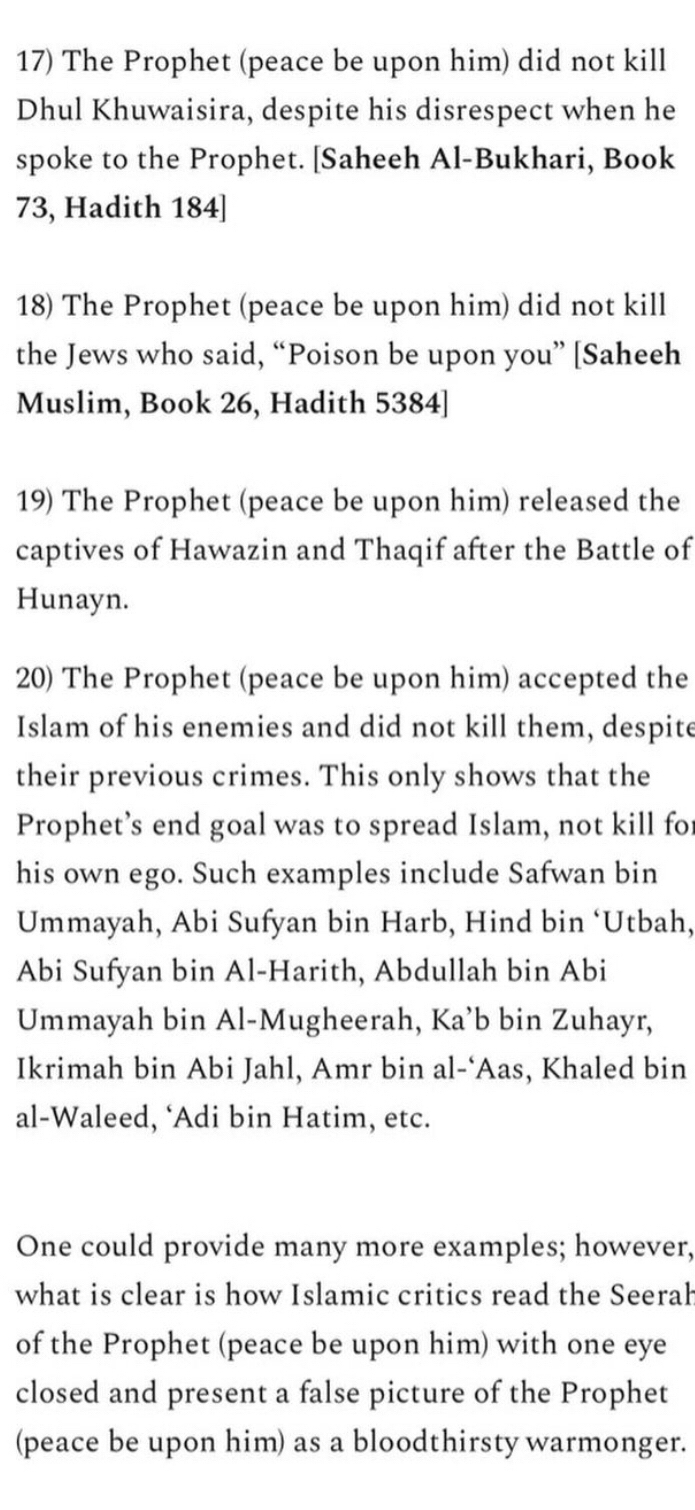 17) The Prophet (peace be upon him) did not kill
Dhul Khuwaisira, despite his disrespect when he
spoke to the Prophet. [Saheeh Al-Bukhari, Book
73, Hadith 184]
18) The Prophet (peace be upon him) did not kill
the Jews who said, “Poison be upon you” [Saheeh
Muslim, Book 26, Hadith 5384]
19) The Prophet (peace be upon him) released the
captives of Hawazin and Thaqif after the Battle of
Hunayn.
20) The Prophet (peace be upon him) accepted the
Islam of his enemies and did not kill them, despite
their previous crimes. This only shows that the
Prophet’s end goal was to spread Islam, not kill for
his own ego. Such examples include Safwan bin
Ummayah, Abi Sufyan bin Harb, Hind bin ‘Utbah,
Abi Sufyan bin Al-Harith, Abdullah bin Abi
Ummayah bin Al-Mugheerah, Ka’b bin Zuhayr,
Ikrimah bin Abi Jahl, Amr bin al-‘Aas, Khaled bin
al-Waleed, ‘Adi bin Hatim, etc.
One could provide many more examples; however,
what is clear is how Islamic critics read the Seerah
of the Prophet (peace be upon him) with one eye
closed and present a false picture of the Prophet
(peace be upon him) as a bloodthirsty warmonger.